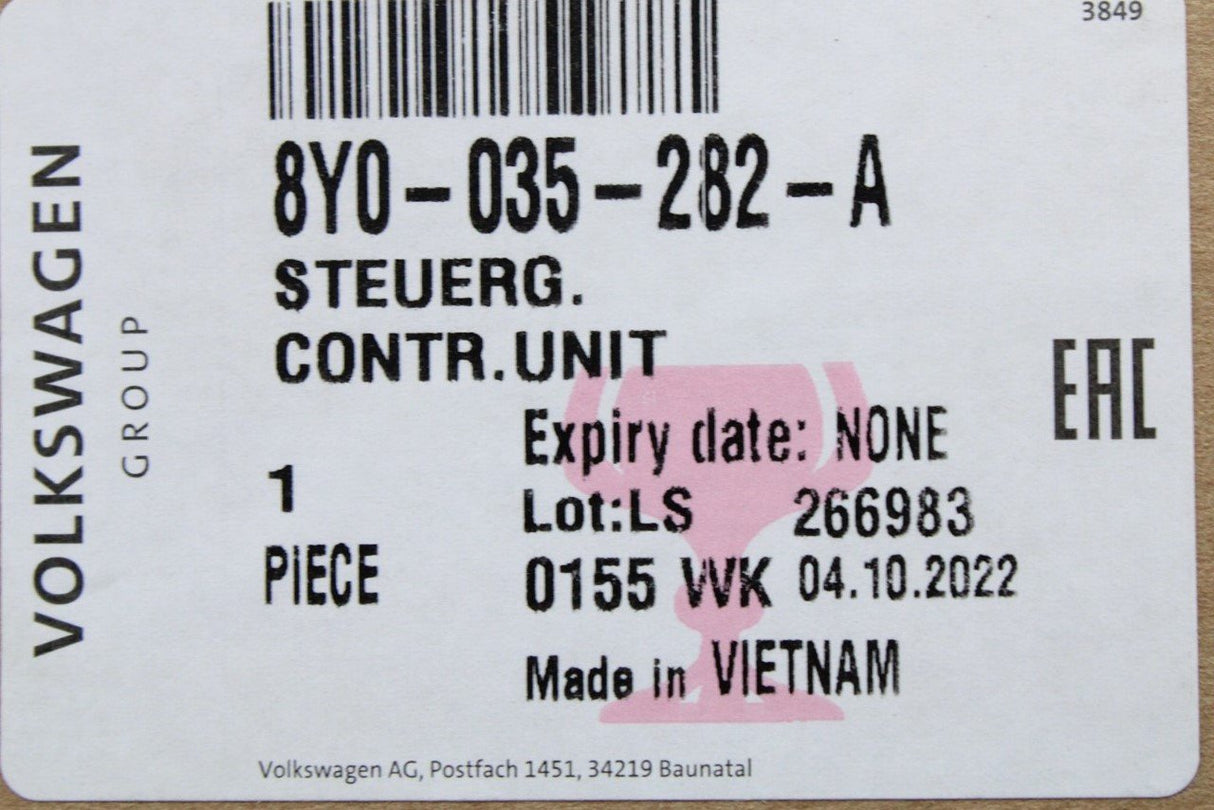 3849
8Y0-035-282-A
STEUERG.
CONTR.UNIT
Expiry date: NONE
1
Lot:LS 266983
PIECE
0155 WK 04.10.2022
Made in VIETNAM
Volkswagen AG, Postfach 1451, 34219 Baunatal
VOLKSWAGEN
GROUP
EAC